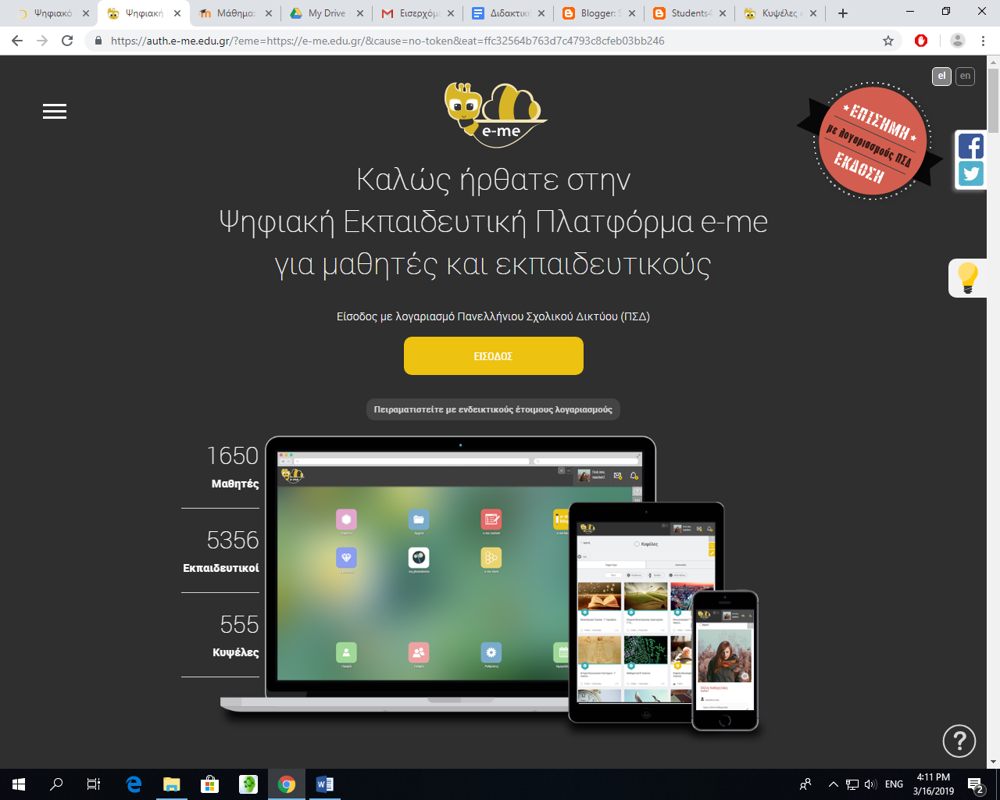 Ψηφιακό
Ψηφιακή
Μάθημα:
My Drive
Εισερχόμ
Διδακτικ
Blogger: S
Students4
Κυψέλες e
https://auth.e-me.edu.gr/?eme=https://e-me.edu.gr/&cause=no-token&eat=ffc32564b763d7c4793c8cfeb03bb246
el en
e-me
ΕΠΙΣΗΜΗ
με λογαριασμούς ΠΣΔ
ΕΚΔΟΣΗ
Καλώς ήρθατε στην
Ψηφιακή Εκπαιδευτική Πλατφόρμα e-me
για μαθητές και εκπαιδευτικούς
Είσοδος με λογαριασμό Πανελλήνιου Σχολικού Δικτύου (ΠΣΔ)
ΕΙΣΟΔΟΣ
Πειραματιστείτε με ενδεικτικούς έτοιμους λογαριασμούς
1650
Μαθητές
5356
Εκπαιδευτικοί
555
Κυψέλες
Κυψέλες
?
ENG
4:11 PM
3/16/2019
2